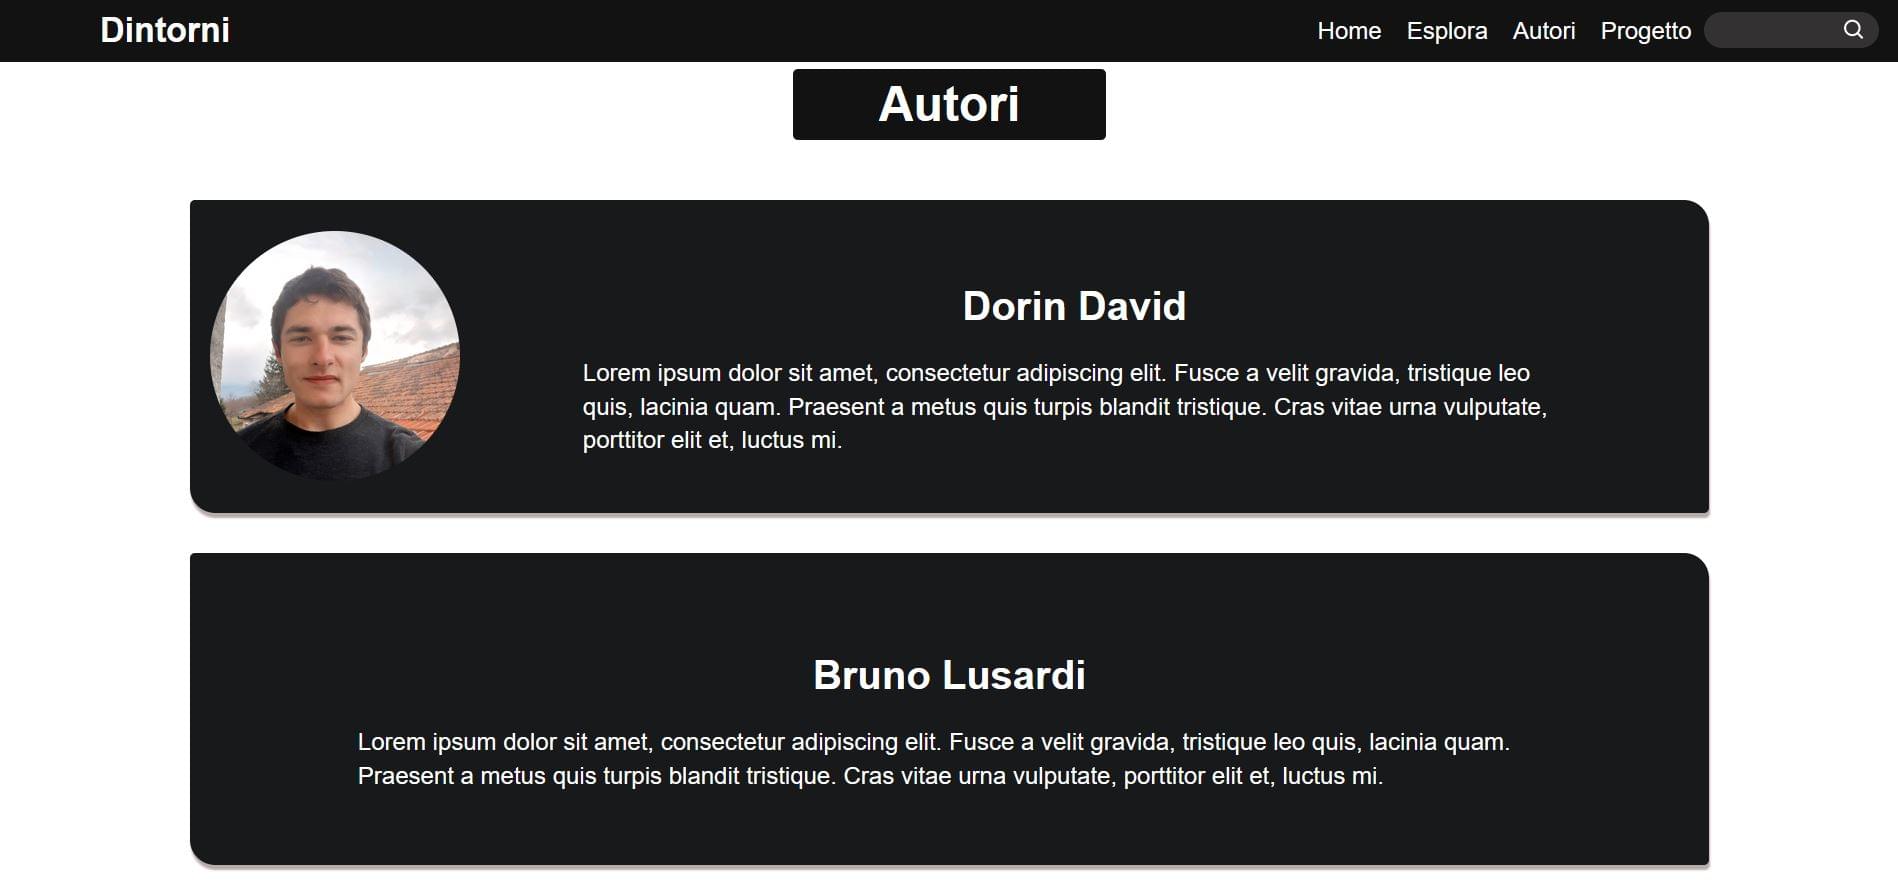 Dintorni
Home Esplora Autori Progetto
Autori
Dorin David
Lorem ipsum dolor sit amet, consectetur adipiscing elit. Fusce a velit gravida, tristique leo
quis, lacinia quam. Praesent a metus quis turpis blandit tristique. Cras vitae urna vulputate,
porttitor elit et, luctus mi.
Bruno Lusardi
Lorem ipsum dolor sit amet, consectetur adipiscing elit. Fusce a velit gravida, tristique leo quis, lacinia quam.
Praesent a metus quis turpis blandit tristique. Cras vitae urna vulputate, porttitor elit et, luctus mi.